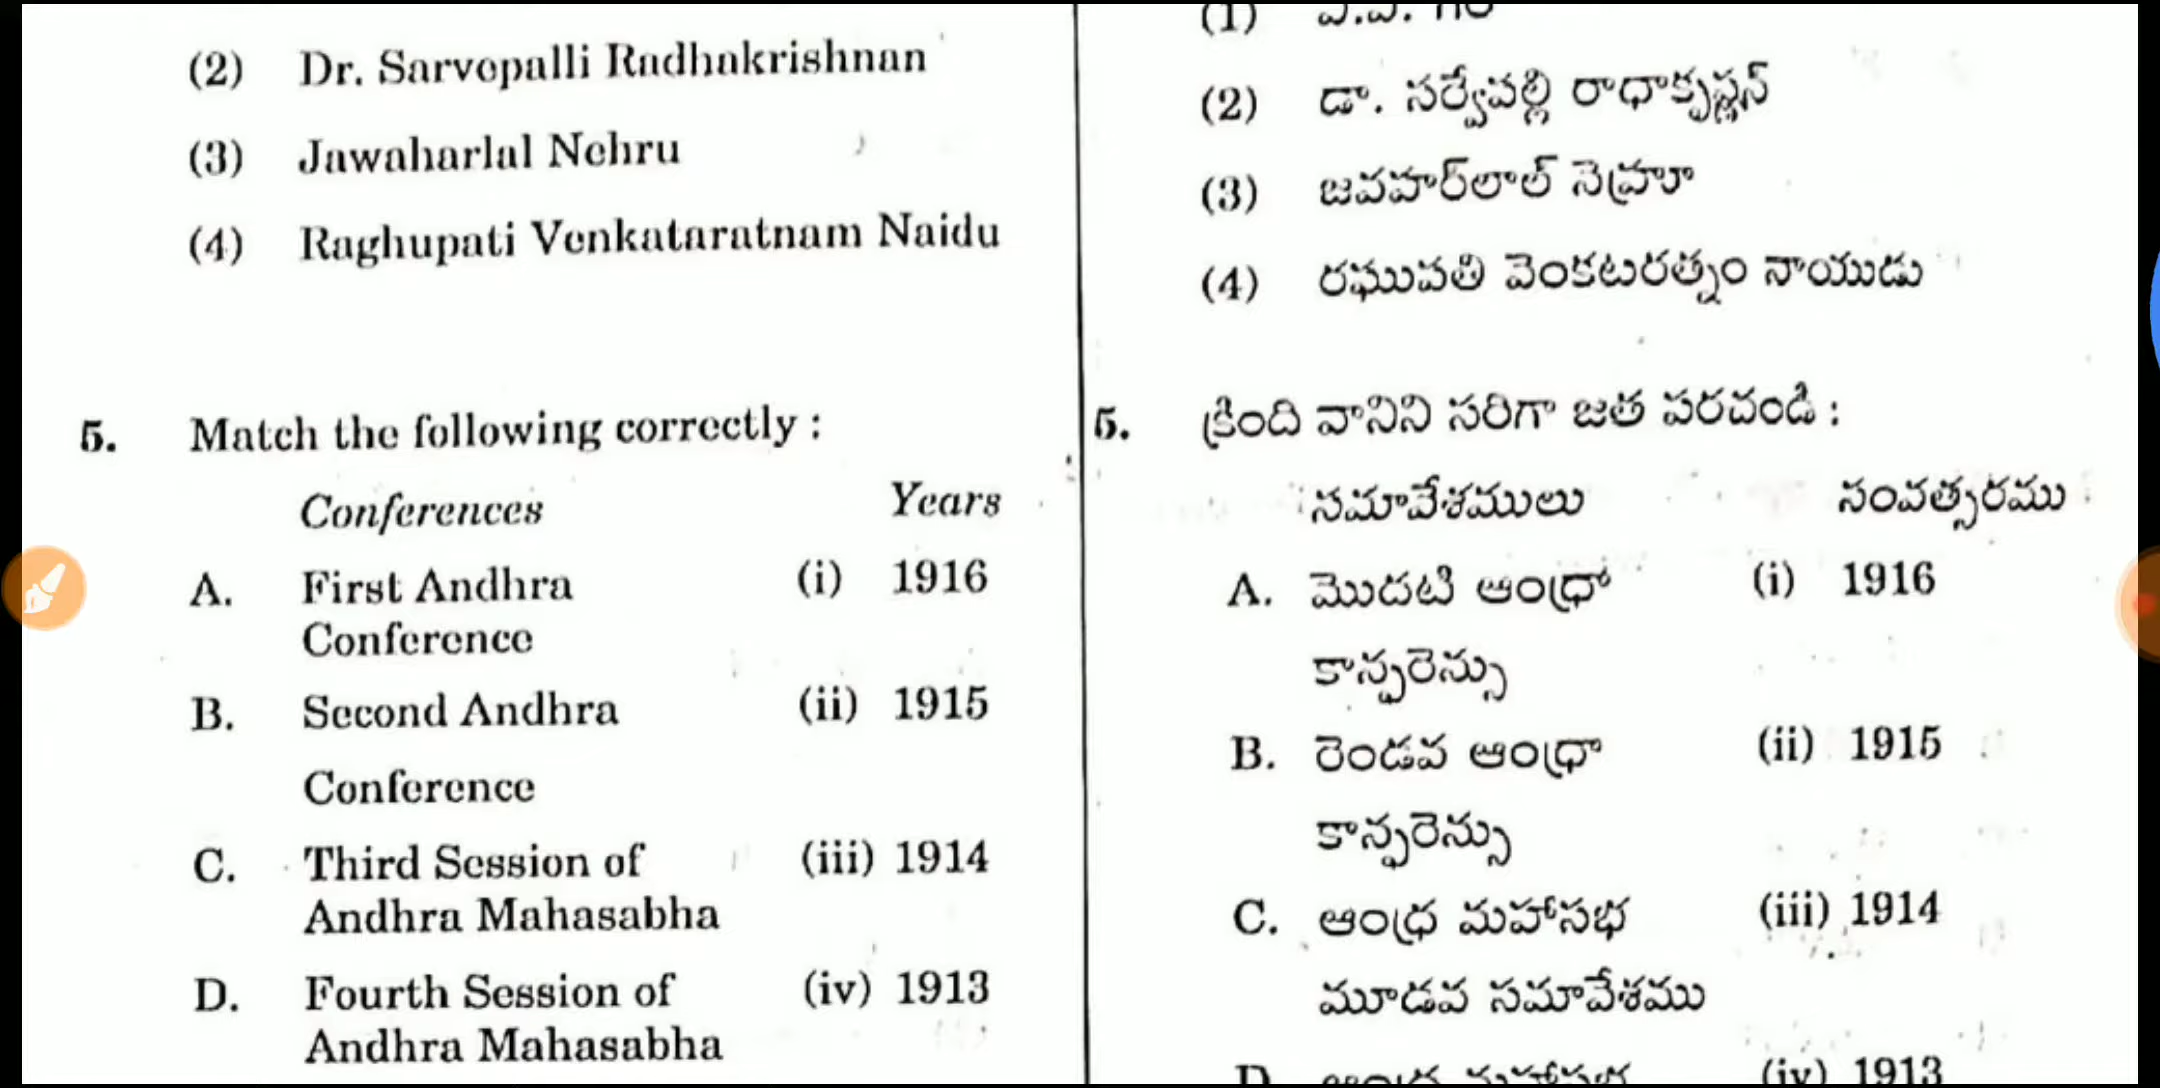 (2) Dr. Sarvepalli Radhakrishnan
(3) Jawaharlal Nehru
(4) Raghupati Venkataratnam Naidu
5. Match the following correctly :
Conferences Years
A. First Andhra (i) 1916
Conference
B. Second Andhra (ii) 1915
Conference
C. Third Session of (iii) 1914
Andhra Mahasabha
D. Fourth Session of (iv) 1913
Andhra Mahasabha
(1)
(2) డా. సర్వేపల్లి రాధాకృష్ణన్
(3) జవహర్‌లాల్ నెహ్రూ
(4) రఘుపతి వెంకటరత్నం నాయుడు
5. క్రింది వానిని సరిగా జత పరచండి :
సమావేశములు సంవత్సరము
A. మొదటి ఆంధ్రా (i) 1916
కాన్ఫరెన్సు
B. రెండవ ఆంధ్రా (ii) 1915
కాన్ఫరెన్సు
C. ఆంధ్ర మహాసభ (iii) 1914
మూడవ సమావేశము
D. ఆంధ్ర మహాసభ (iv) 1913